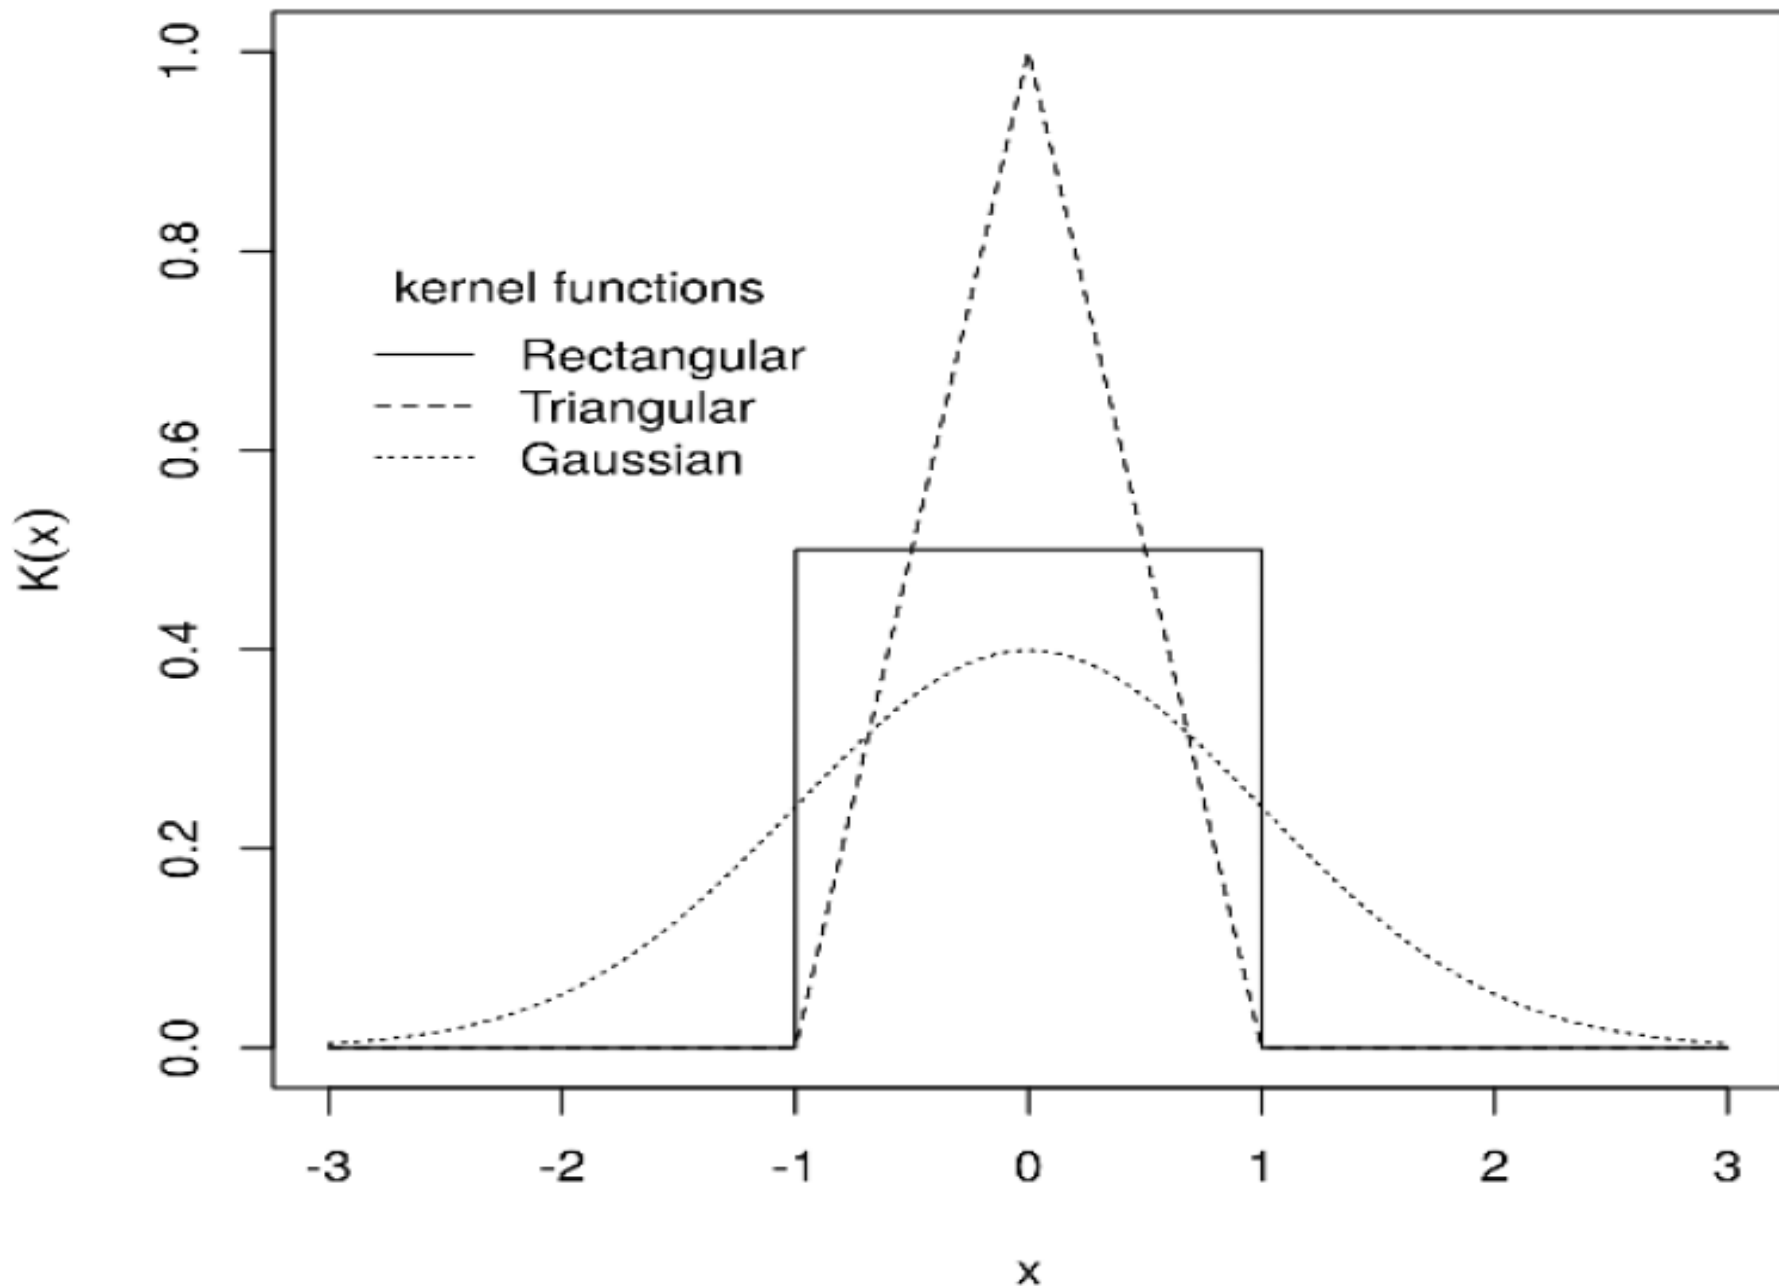 1.0
0.8
kernel functions
Rectangular
Triangular
0.6
Gaussian
K(x)
0.4
0.2
0.0
-3 -2 -1 0 1 2 3
x